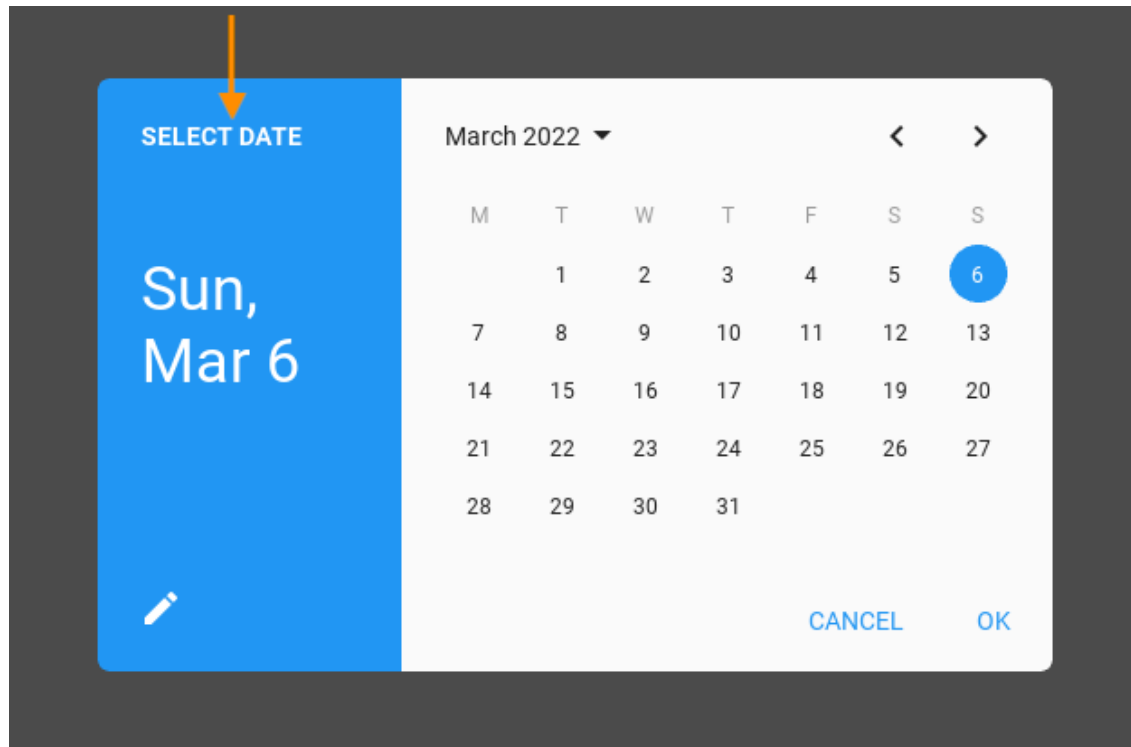 SELECT DATE
Sun,
Mar 6
March 2022
M T W T F S S
1 2 3 4 5 6
7 8 9 10 11 12 13
14 15 16 17 18 19 20
21 22 23 24 25 26 27
28 29 30 31
CANCEL OK